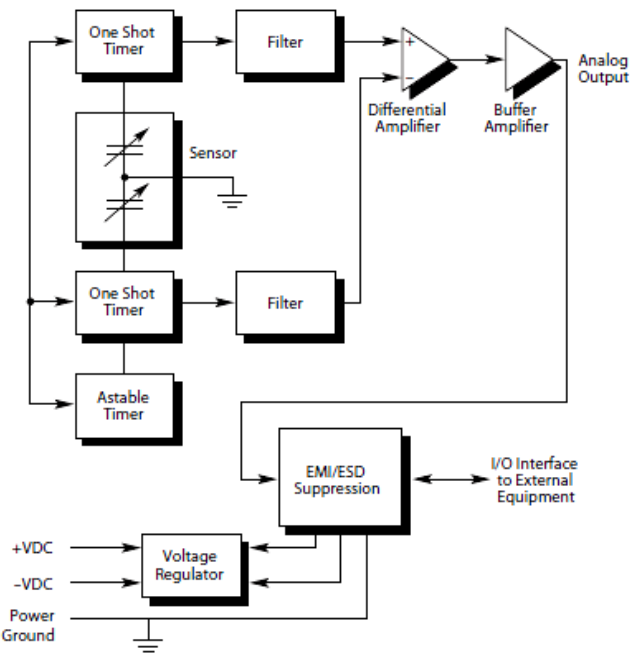 One Shot
Timer
Filter
+
−
Differential
Amplifier
Buffer
Amplifier
Analog
Output
Sensor
One Shot
Timer
Filter
Astable
Timer
EMI/ESD
Suppression
I/O Interface
to External
Equipment
+VDC
–VDC
Voltage
Regulator
Power
Ground